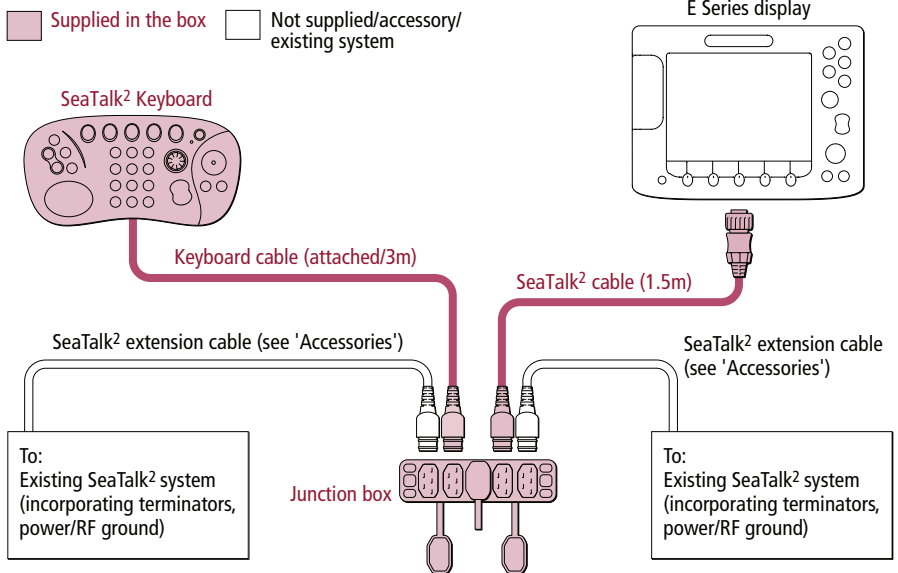 Supplied in the box
Not supplied/accessory/
existing system
E Series display
SeaTalk² Keyboard
Keyboard cable (attached/3m)
SeaTalk² cable (1.5m)
SeaTalk² extension cable (see 'Accessories')
SeaTalk² extension cable
(see 'Accessories')
To:
Existing SeaTalk² system
(incorporating terminators,
power/RF ground)
Junction box
To:
Existing SeaTalk² system
(incorporating terminators,
power/RF ground)